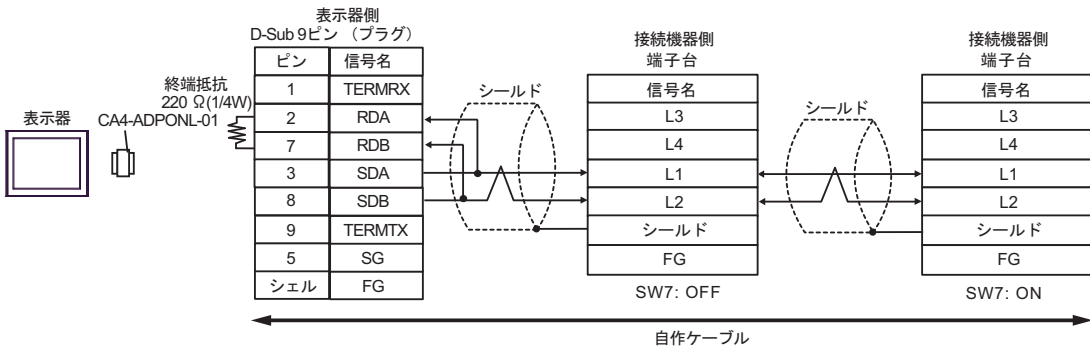 表示器側
D-Sub 9ピン （プラグ）
ピン 信号名
1 TERMRX
2 RDA
7 RDB
3 SDA
8 SDB
9 TERMTX
5 SG
シェル FG
表示器
終端抵抗
220 Ω(1/4W)
CA4-ADPONL-01
シールド
接続機器側
端子台
信号名
L3
L4
L1
L2
シールド
FG
SW7: OFF
シールド
接続機器側
端子台
信号名
L3
L4
L1
L2
シールド
FG
SW7: ON
自作ケーブル